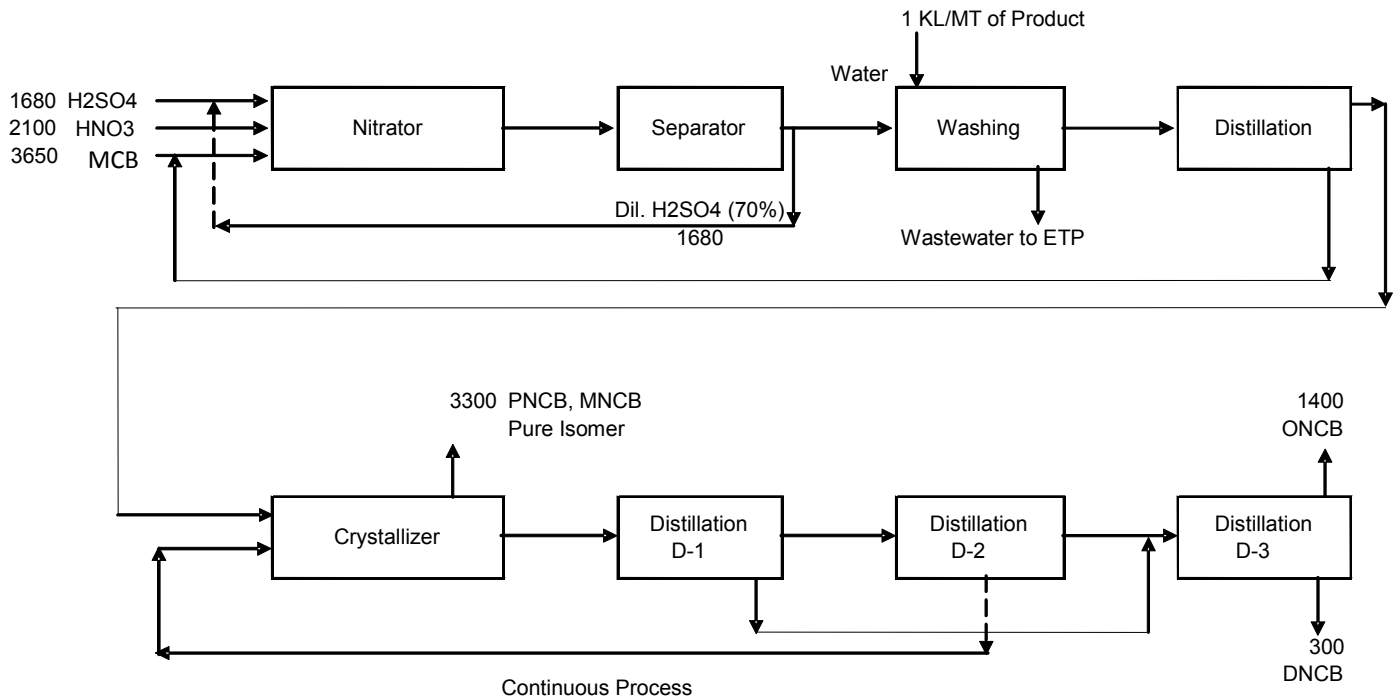 1 KL/MT of Product
Water
1680 H2SO4
2100 HNO3
3650 MCB
Nitrator
Separator
Washing
Distillation
Dil. H2SO4 (70%)
1680
Wastewater to ETP
3300 PNCB, MNCB
Pure Isomer
1400
ONCB
Crystallizer
Distillation
D-1
Distillation
D-2
Distillation
D-3
300
DNCB
Continuous Process